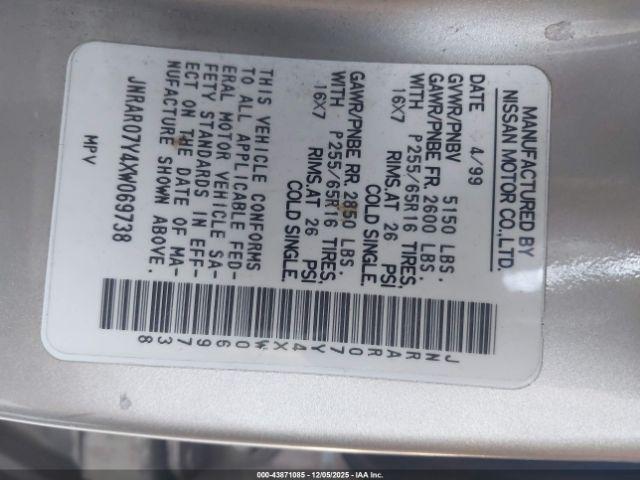 MANUFACTURED BY
NISSAN MOTOR CO.,LTD.
DATE 4/99
GVWR/PNBV 5150 LBS.
GAWR/PNBE FR. 2600 LBS.
WITH P255/65R16 TIRES,
16X7 RIMS,AT 26 PSI
COLD SINGLE.
GAWR/PNBE RR. 2850 LBS.
WITH P255/65R16 TIRES,
16X7 RIMS,AT 26 PSI
COLD SINGLE.
THIS VEHICLE CONFORMS
TO ALL APPLICABLE FED-
ERAL MOTOR VEHICLE SA-
FETY STANDARDS IN EFF-
ECT ON THE DATE OF MA-
NUFACTURE SHOWN ABOVE.
JNRAR07Y4XW069738
MPV
JNRAR07Y4XW069738
000-43871085 - 12/05/2025 - IAA Inc.